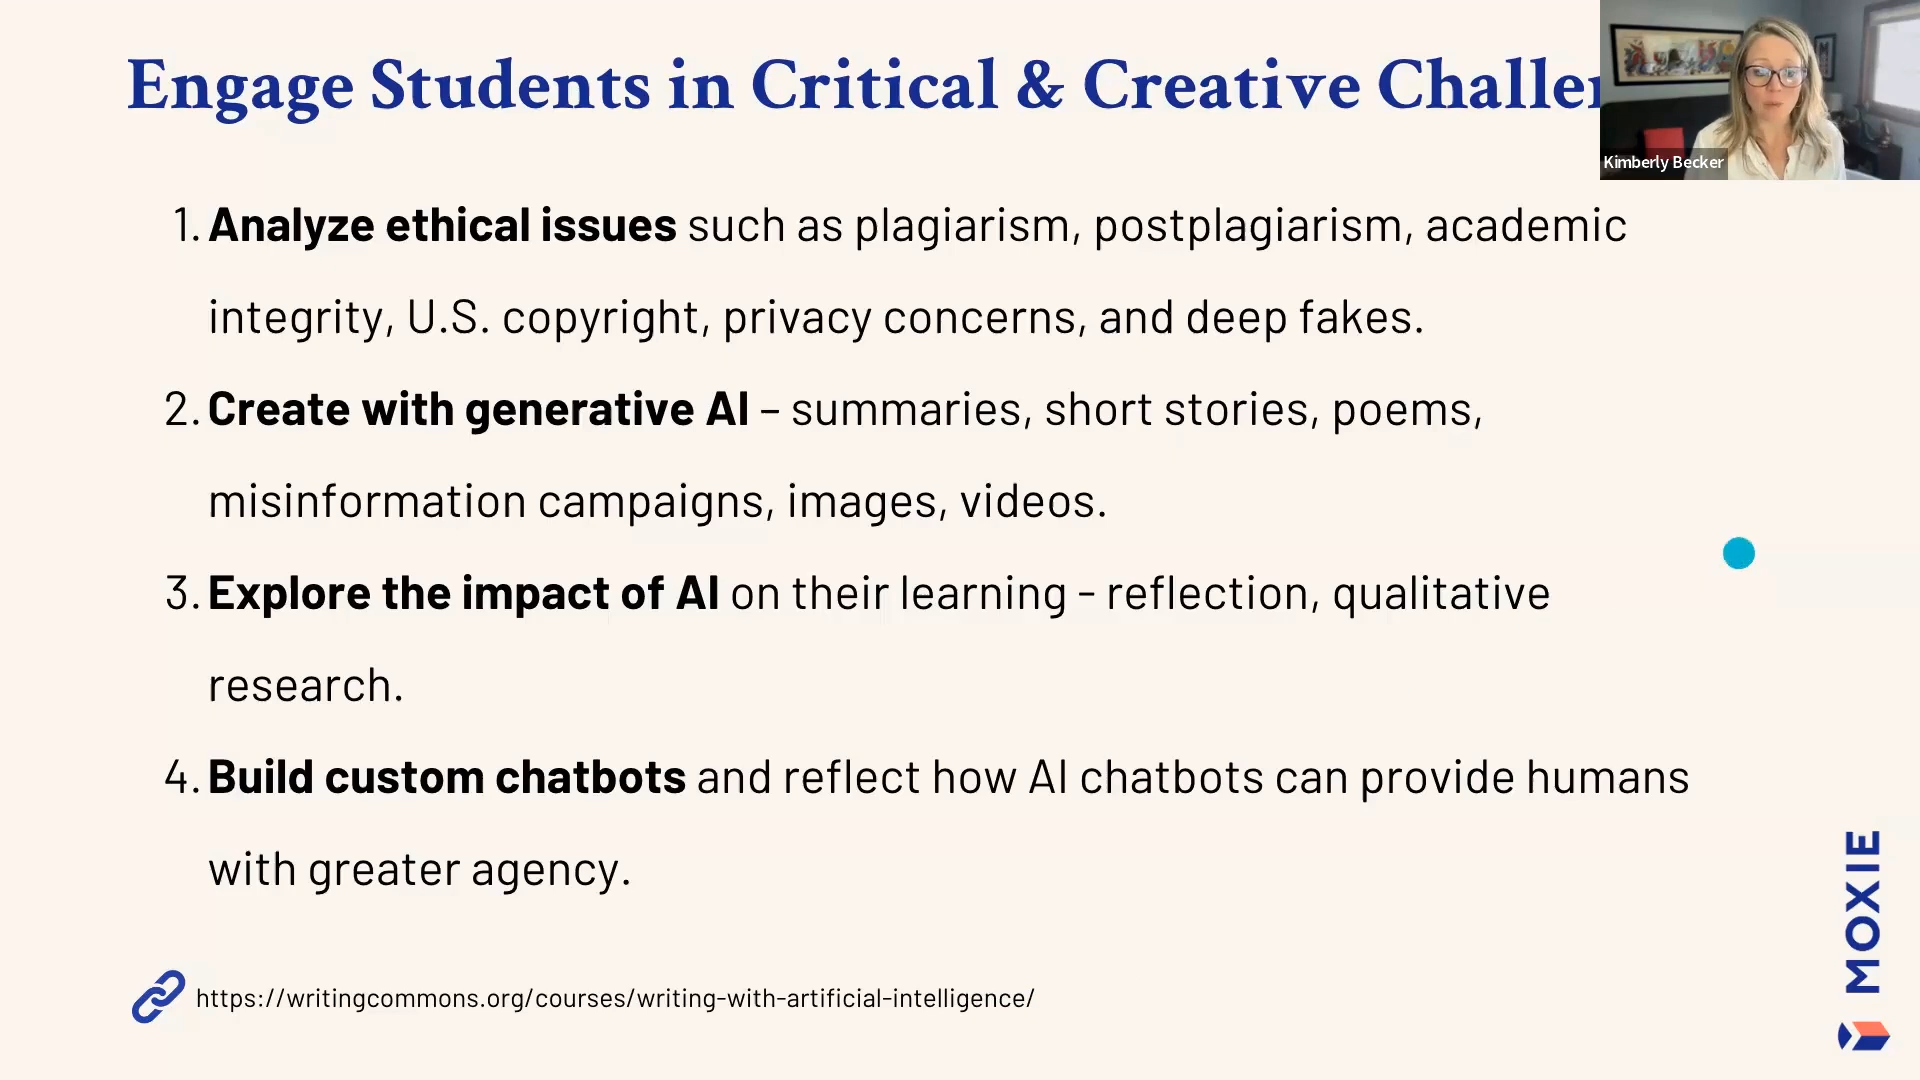 Engage Students in Critical & Creative Challen
Kimberly Becker
1. Analyze ethical issues such as plagiarism, postplagiarism, academic
integrity, U.S. copyright, privacy concerns, and deep fakes.
2. Create with generative AI – summaries, short stories, poems,
misinformation campaigns, images, videos.
3. Explore the impact of AI on their learning - reflection, qualitative
research.
4. Build custom chatbots and reflect how AI chatbots can provide humans
with greater agency.
MOXIE
https://writingcommons.org/courses/writing-with-artificial-intelligence/